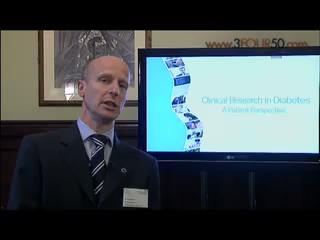 www.3FOUR50.com
Clinical Research in Diabetes
A Patient Perspective
LG